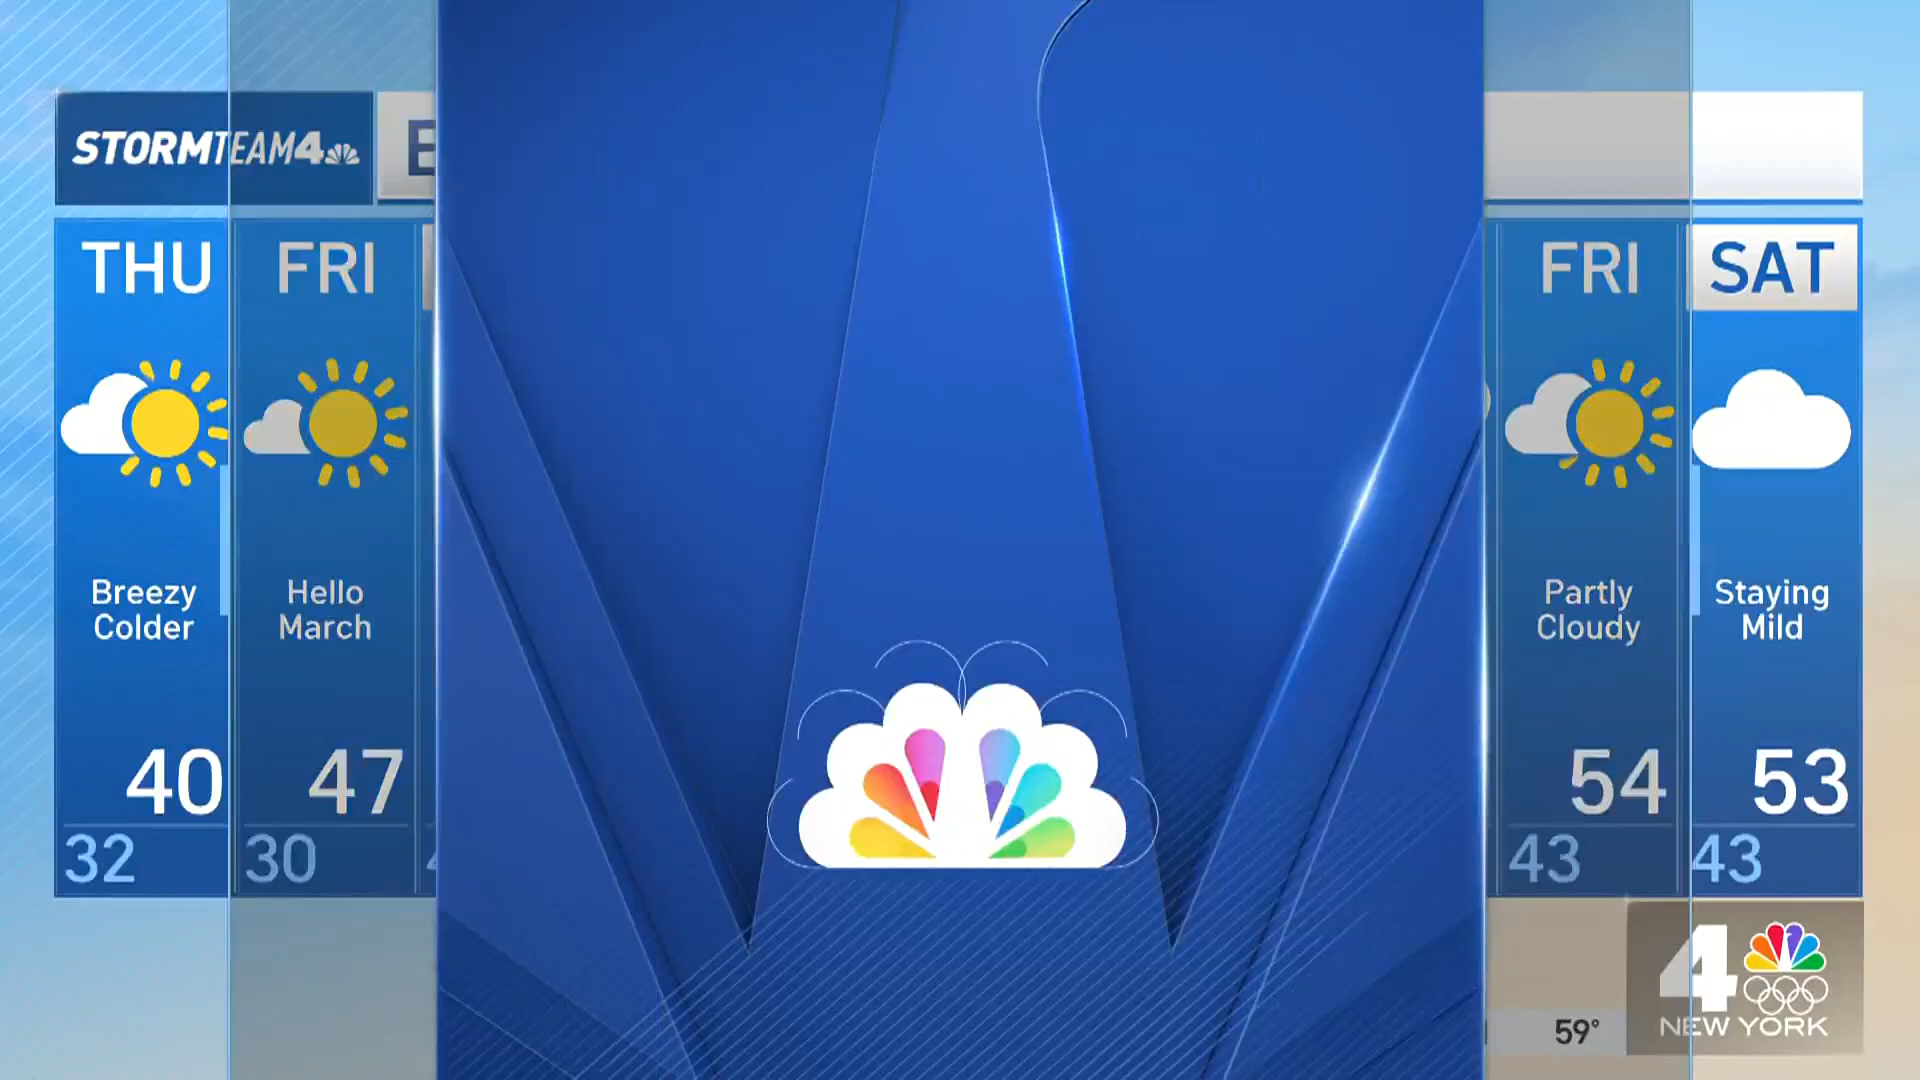 STORMTEAM4
THU
FRI
FRI
SAT
Breezy
Colder
Hello
March
Partly
Cloudy
Staying
Mild
40
47
54
53
32
30
43
43
59°
4
NEW YORK